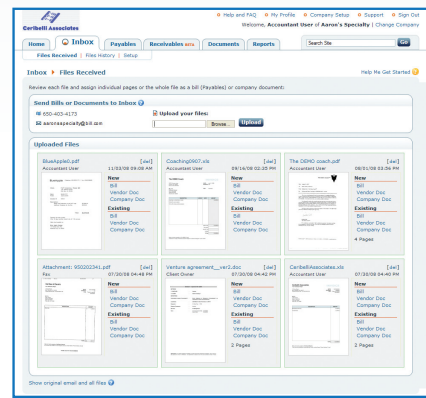 Ceribelli Associates
Help and FAQ My Profile Company Setup Support Sign Out
Welcome, Accountant User of Aaron's Specialty | Change Company
Home Inbox Payables Receivables BETA Documents Reports Search Site Go
Files Received | Files History | Setup
Inbox Files Received Help Me Get Started
Review each file and assign individual pages or the whole file as a bill (Payables) or company document.
Send Bills or Documents to Inbox
650-403-4175 Upload your files:
aaronsspecialty@bill.com Browse... Upload
Uploaded Files
BlueApple0.pdf [del] Coaching0907.xls [del] The DEMO coach.pdf [del]
Accountant User 11/03/08 09:08 AM Accountant User 09/16/08 02:35 PM Accountant User 08/01/08 03:56 PM
New New New
Bill Bill Bill
Vendor Doc Vendor Doc Vendor Doc
Company Doc Company Doc Company Doc
Existing Existing Existing
Bill Bill Bill
Vendor Doc Vendor Doc Vendor Doc
Company Doc Company Doc Company Doc
4 Pages
Attachment: 950202341.pdf [del] Venture agreement__ver2.doc [del] CeribelliAssociates.xls [del]
Fax 07/30/08 04:48 PM Client Owner 07/30/08 04:42 PM Accountant User 07/30/08 04:40 PM
New New New
Bill Bill Bill
Vendor Doc Vendor Doc Vendor Doc
Company Doc Company Doc Company Doc
Existing Existing Existing
Bill Bill Bill
Vendor Doc Vendor Doc Vendor Doc
Company Doc Company Doc Company Doc
2 Pages 2 Pages
Show original email and all files